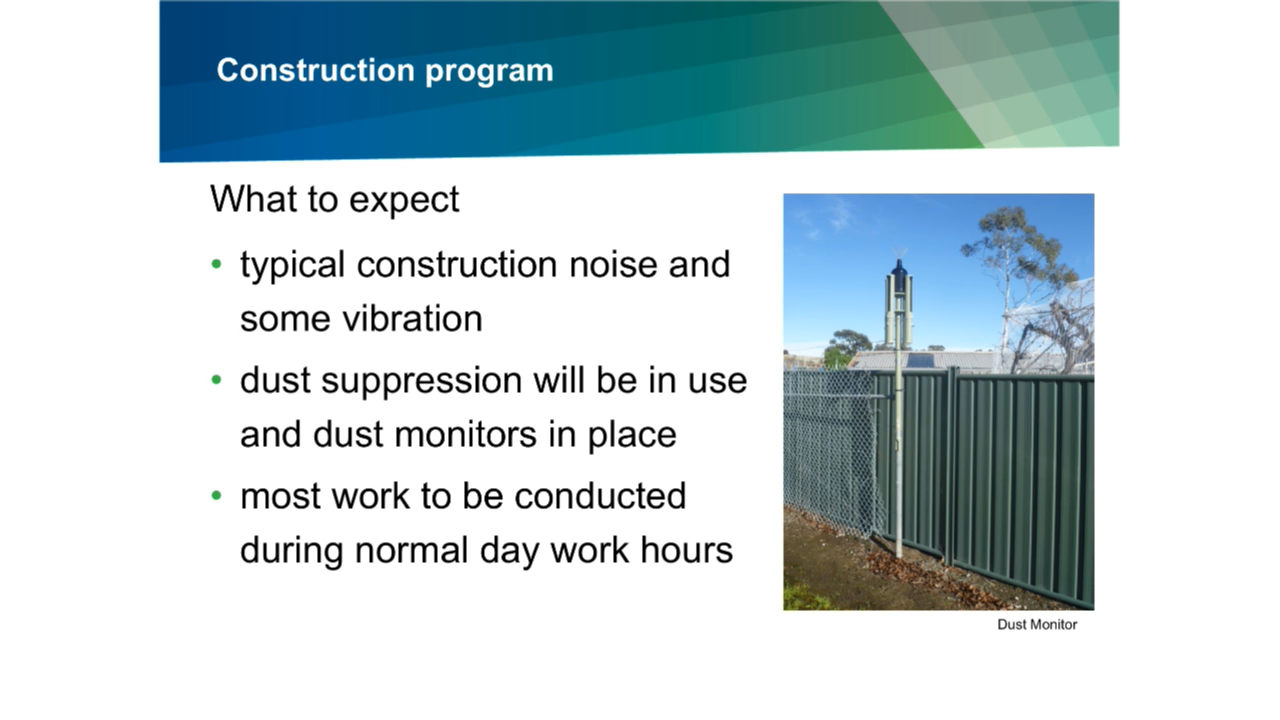 Construction program
What to expect
• typical construction noise and
some vibration
• dust suppression will be in use
and dust monitors in place
• most work to be conducted
during normal day work hours
Dust Monitor